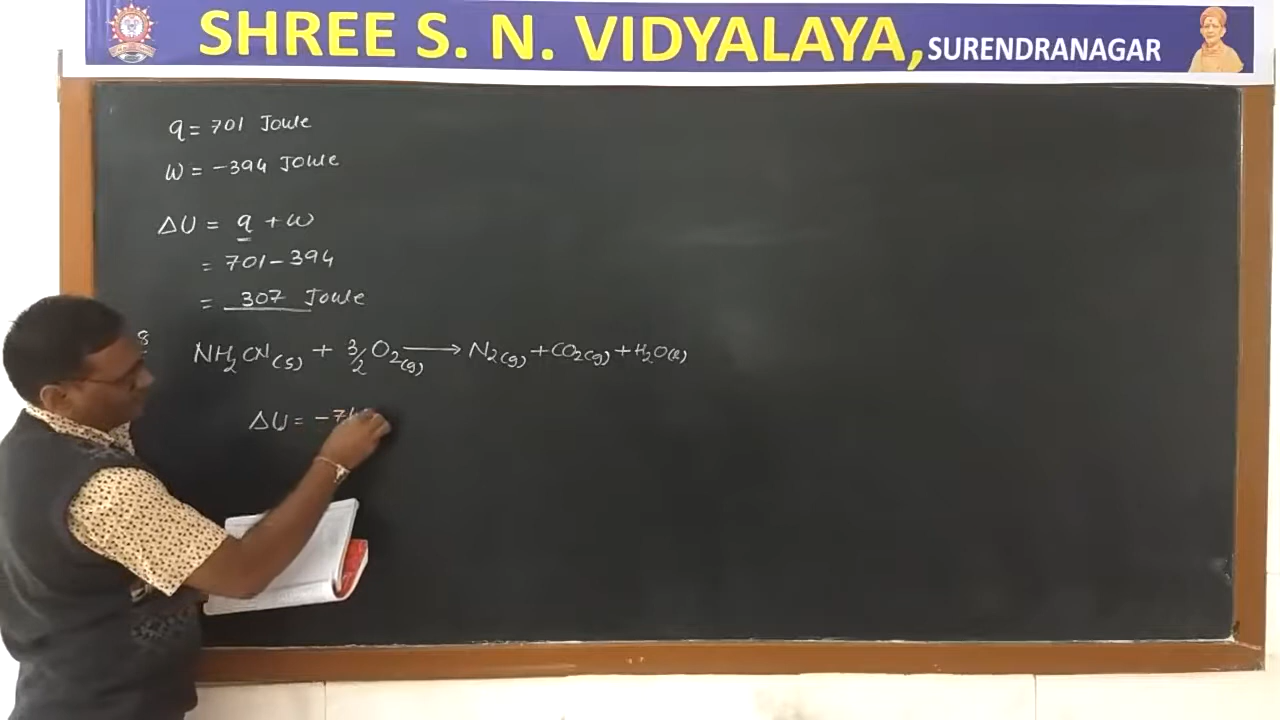 SHREE S. N. VIDYALAYA, SURENDRANAGAR
q = 701 Joule
W = -394 Joule
ΔU = q + w
= 701 - 394
= 307 Joule
8
NH₂CN(s) + 3/2 O₂(g) ⟶ N₂(g) + CO₂(g) + H₂O(l)
ΔU = -7